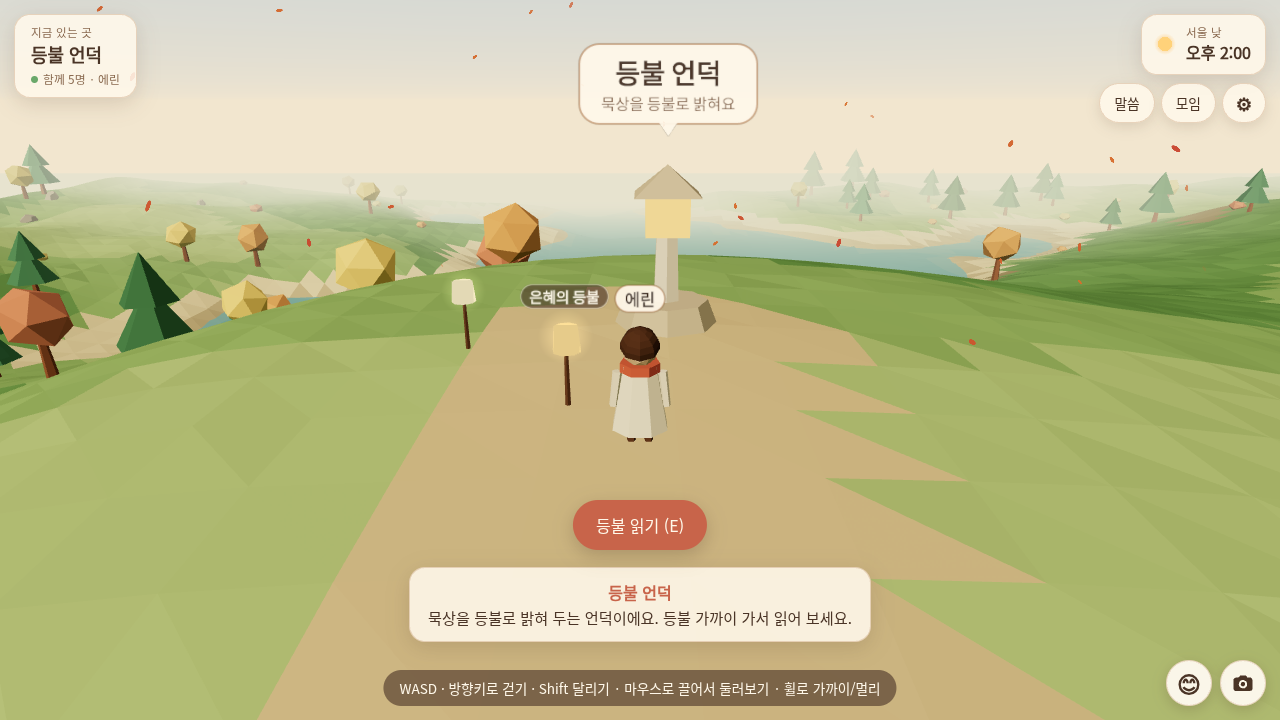 지금 있는 곳
등불 언덕
함께 5명 · 에린
등불 언덕
묵상을 등불로 밝혀요
서울 낮
오후 2:00
말씀
모임
은혜의 등불
에린
등불 읽기 (E)
등불 언덕
묵상을 등불로 밝혀 두는 언덕이에요. 등불 가까이 가서 읽어 보세요.
WASD · 방향키로 걷기 · Shift 달리기 · 마우스로 끌어서 둘러보기 · 휠로 가까이/멀리